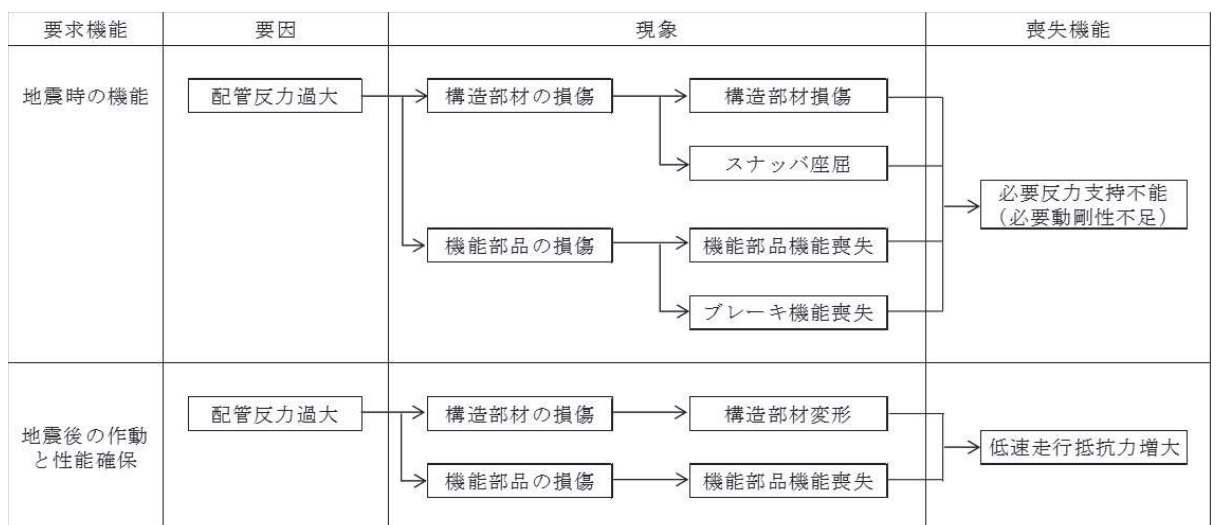 要求機能
要因
現象
喪失機能
地震時の機能
配管反力過大
構造部材の損傷
構造部材損傷
スナッバ座屈
必要反力支持不能
（必要動剛性不足）
機能部品の損傷
機能部品機能喪失
ブレーキ機能喪失
地震後の作動
と性能確保
配管反力過大
構造部材の損傷
構造部材変形
低速走行抵抗力増大
機能部品の損傷
機能部品機能喪失